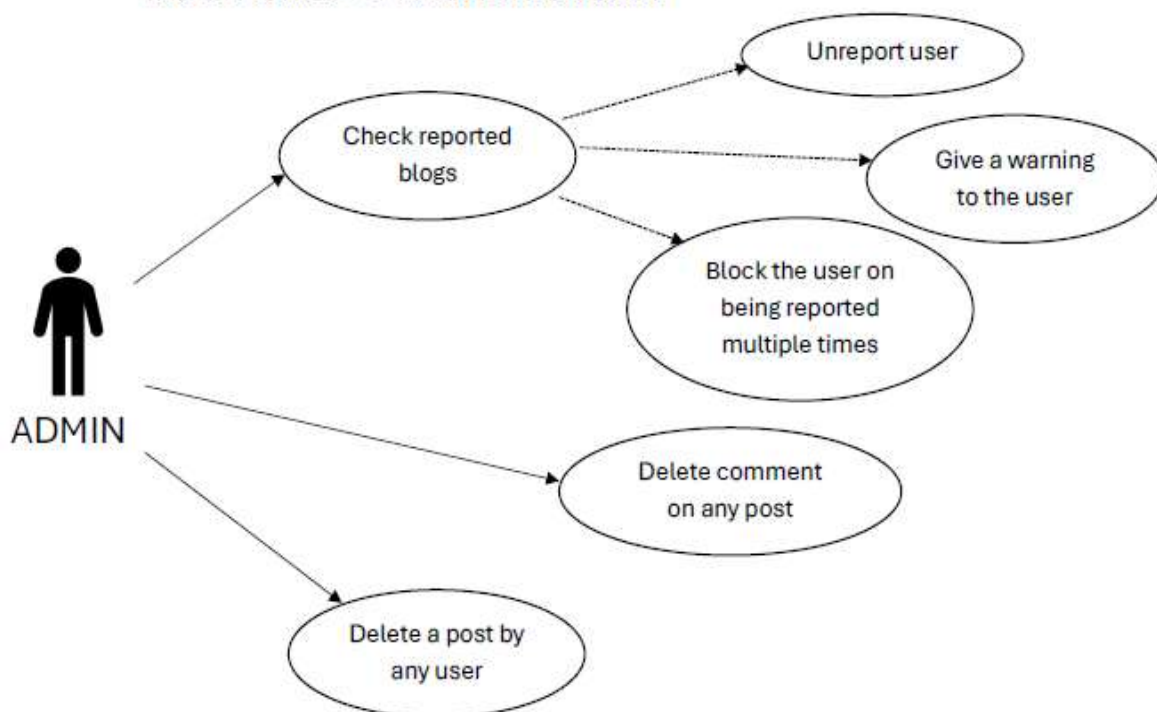 Unreport user
Check reported
blogs
Give a warning
to the user
Block the user on
being reported
multiple times
ADMIN
Delete comment
on any post
Delete a post by
any user